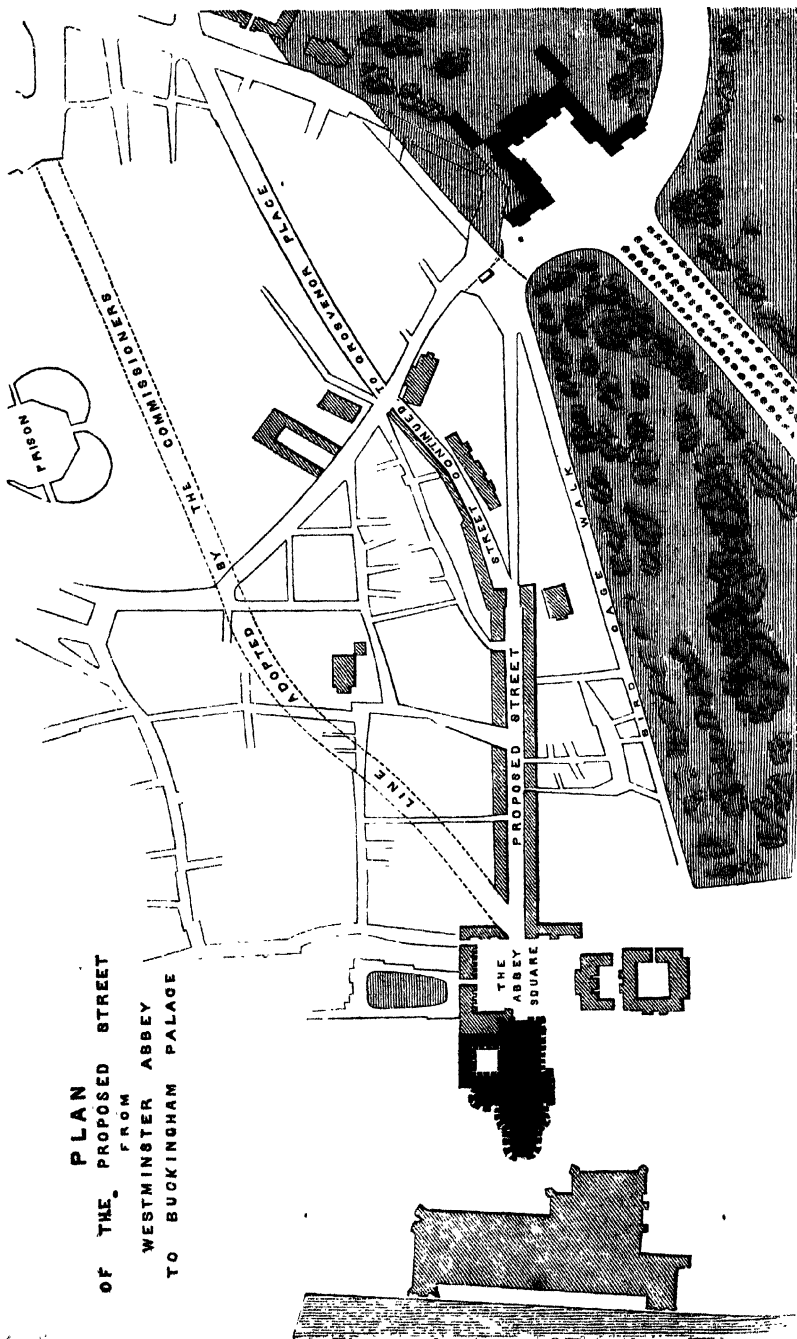 PLAN
OF THE PROPOSED STREET
FROM
WESTMINSTER ABBEY
TO BUCKINGHAM PALACE
PRISON
LINE ADOPTED BY THE COMMISSIONERS
PROPOSED STREET
STREET CONTINUED TO GROSVENOR PLACE
BIRD CAGE WALK
THE
ABBEY
SQUARE